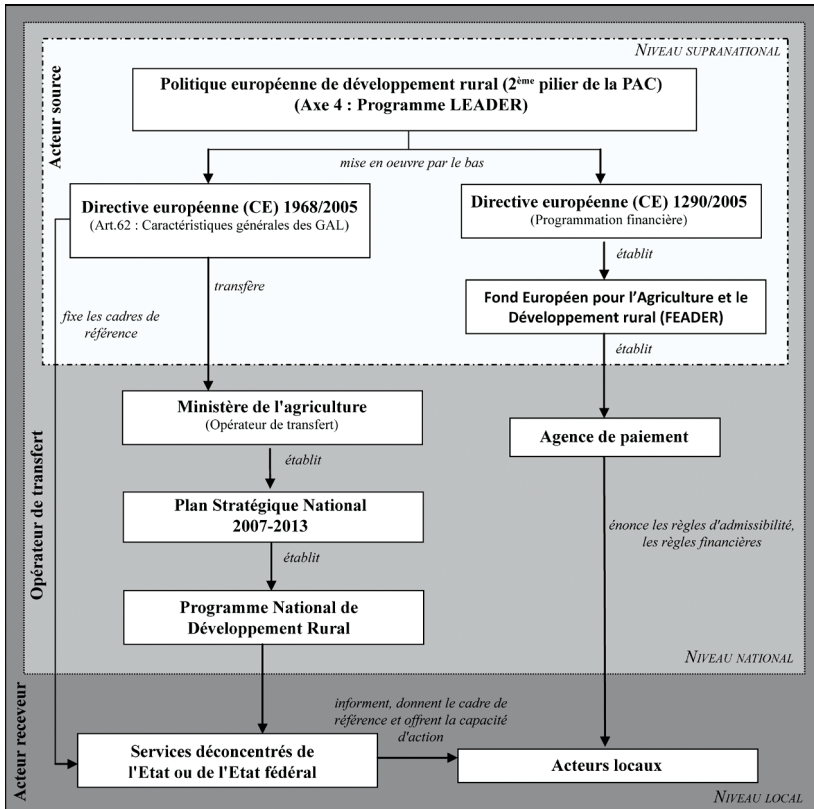 NIVEAU SUPRANATIONAL
Acteur source
Politique européenne de développement rural (2ème pilier de la PAC)
(Axe 4 : Programme LEADER)
mise en oeuvre par le bas
Directive européenne (CE) 1968/2005
(Art.62 : Caractéristiques générales des GAL)
Directive européenne (CE) 1290/2005
(Programmation financière)
établit
transfère
fixe les cadres de
référence
Fond Européen pour l'Agriculture et le
Développement rural (FEADER)
établit
Opérateur de transfert
Ministère de l'agriculture
(Opérateur de transfert)
Agence de paiement
établit
Plan Stratégique National
2007-2013
énonce les règles d'admissibilité,
les règles financières
établit
Programme National de
Développement Rural
NIVEAU NATIONAL
Acteur receveur
informent, donnent le cadre de
référence et offrent la capacité
d'action
Services déconcentrés de
l'Etat ou de l'Etat fédéral
Acteurs locaux
NIVEAU LOCAL